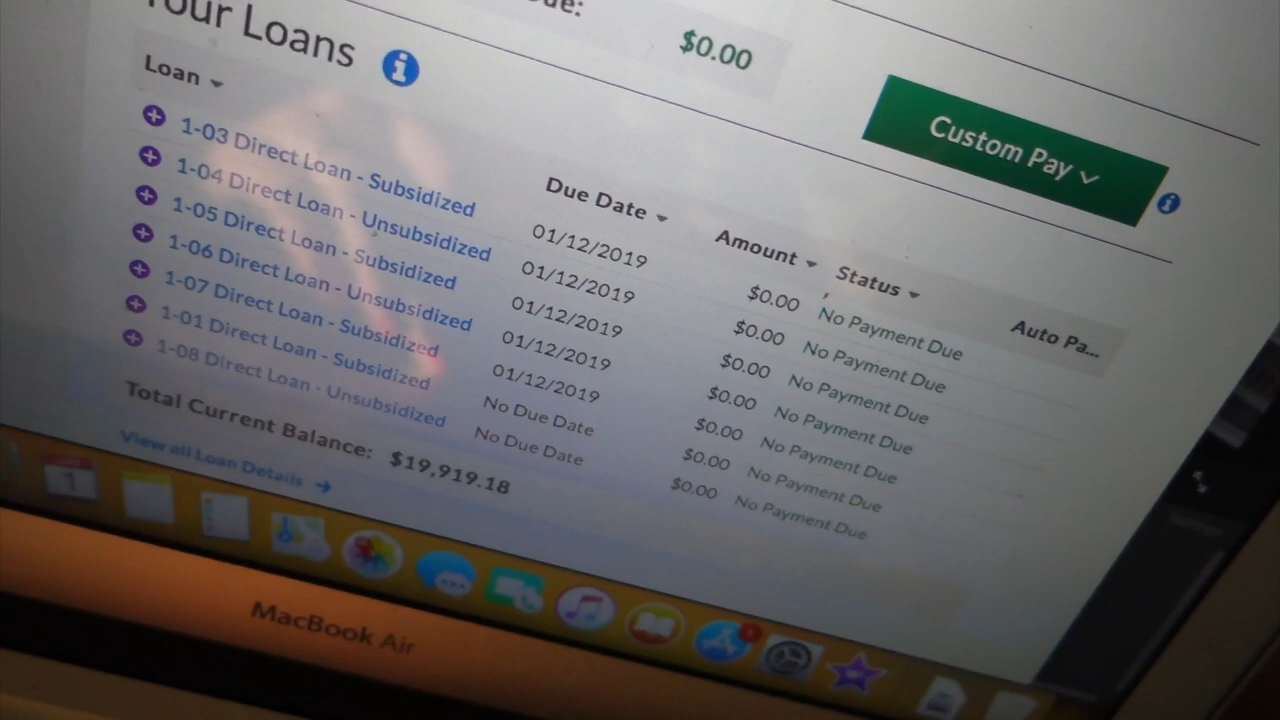 Your Loans
$0.00
Custom Pay
Loan Due Date Amount Status Auto Pa...
1-03 Direct Loan - Subsidized 01/12/2019 $0.00 No Payment Due
1-04 Direct Loan - Unsubsidized 01/12/2019 $0.00 No Payment Due
1-05 Direct Loan - Subsidized 01/12/2019 $0.00 No Payment Due
1-06 Direct Loan - Unsubsidized 01/12/2019 $0.00 No Payment Due
1-07 Direct Loan - Subsidized 01/12/2019 $0.00 No Payment Due
1-01 Direct Loan - Subsidized No Due Date $0.00 No Payment Due
1-08 Direct Loan - Unsubsidized No Due Date $0.00 No Payment Due
Total Current Balance: $19,919.18
View all Loan Details
1
MacBook Air